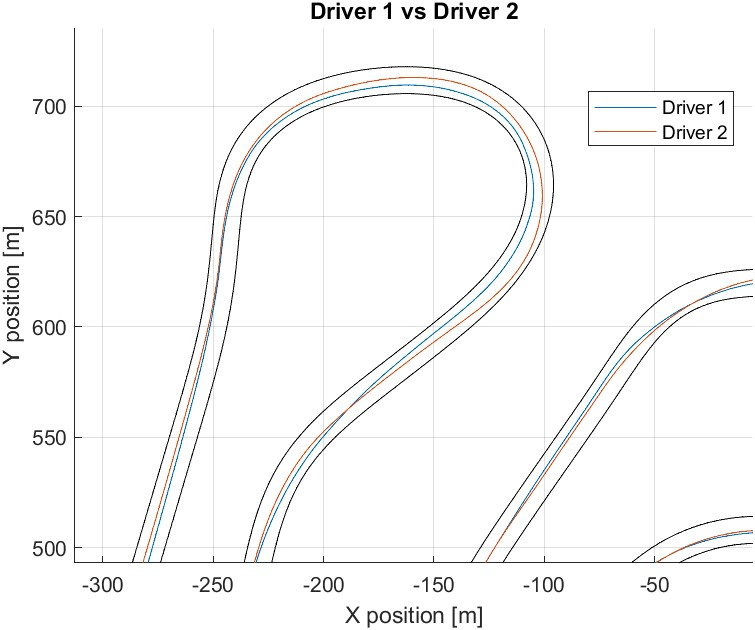 Driver 1 vs Driver 2
Driver 1
Driver 2
700
650
600
550
500
Y position [m]
-300
-250
-200
-150
-100
-50
X position [m]